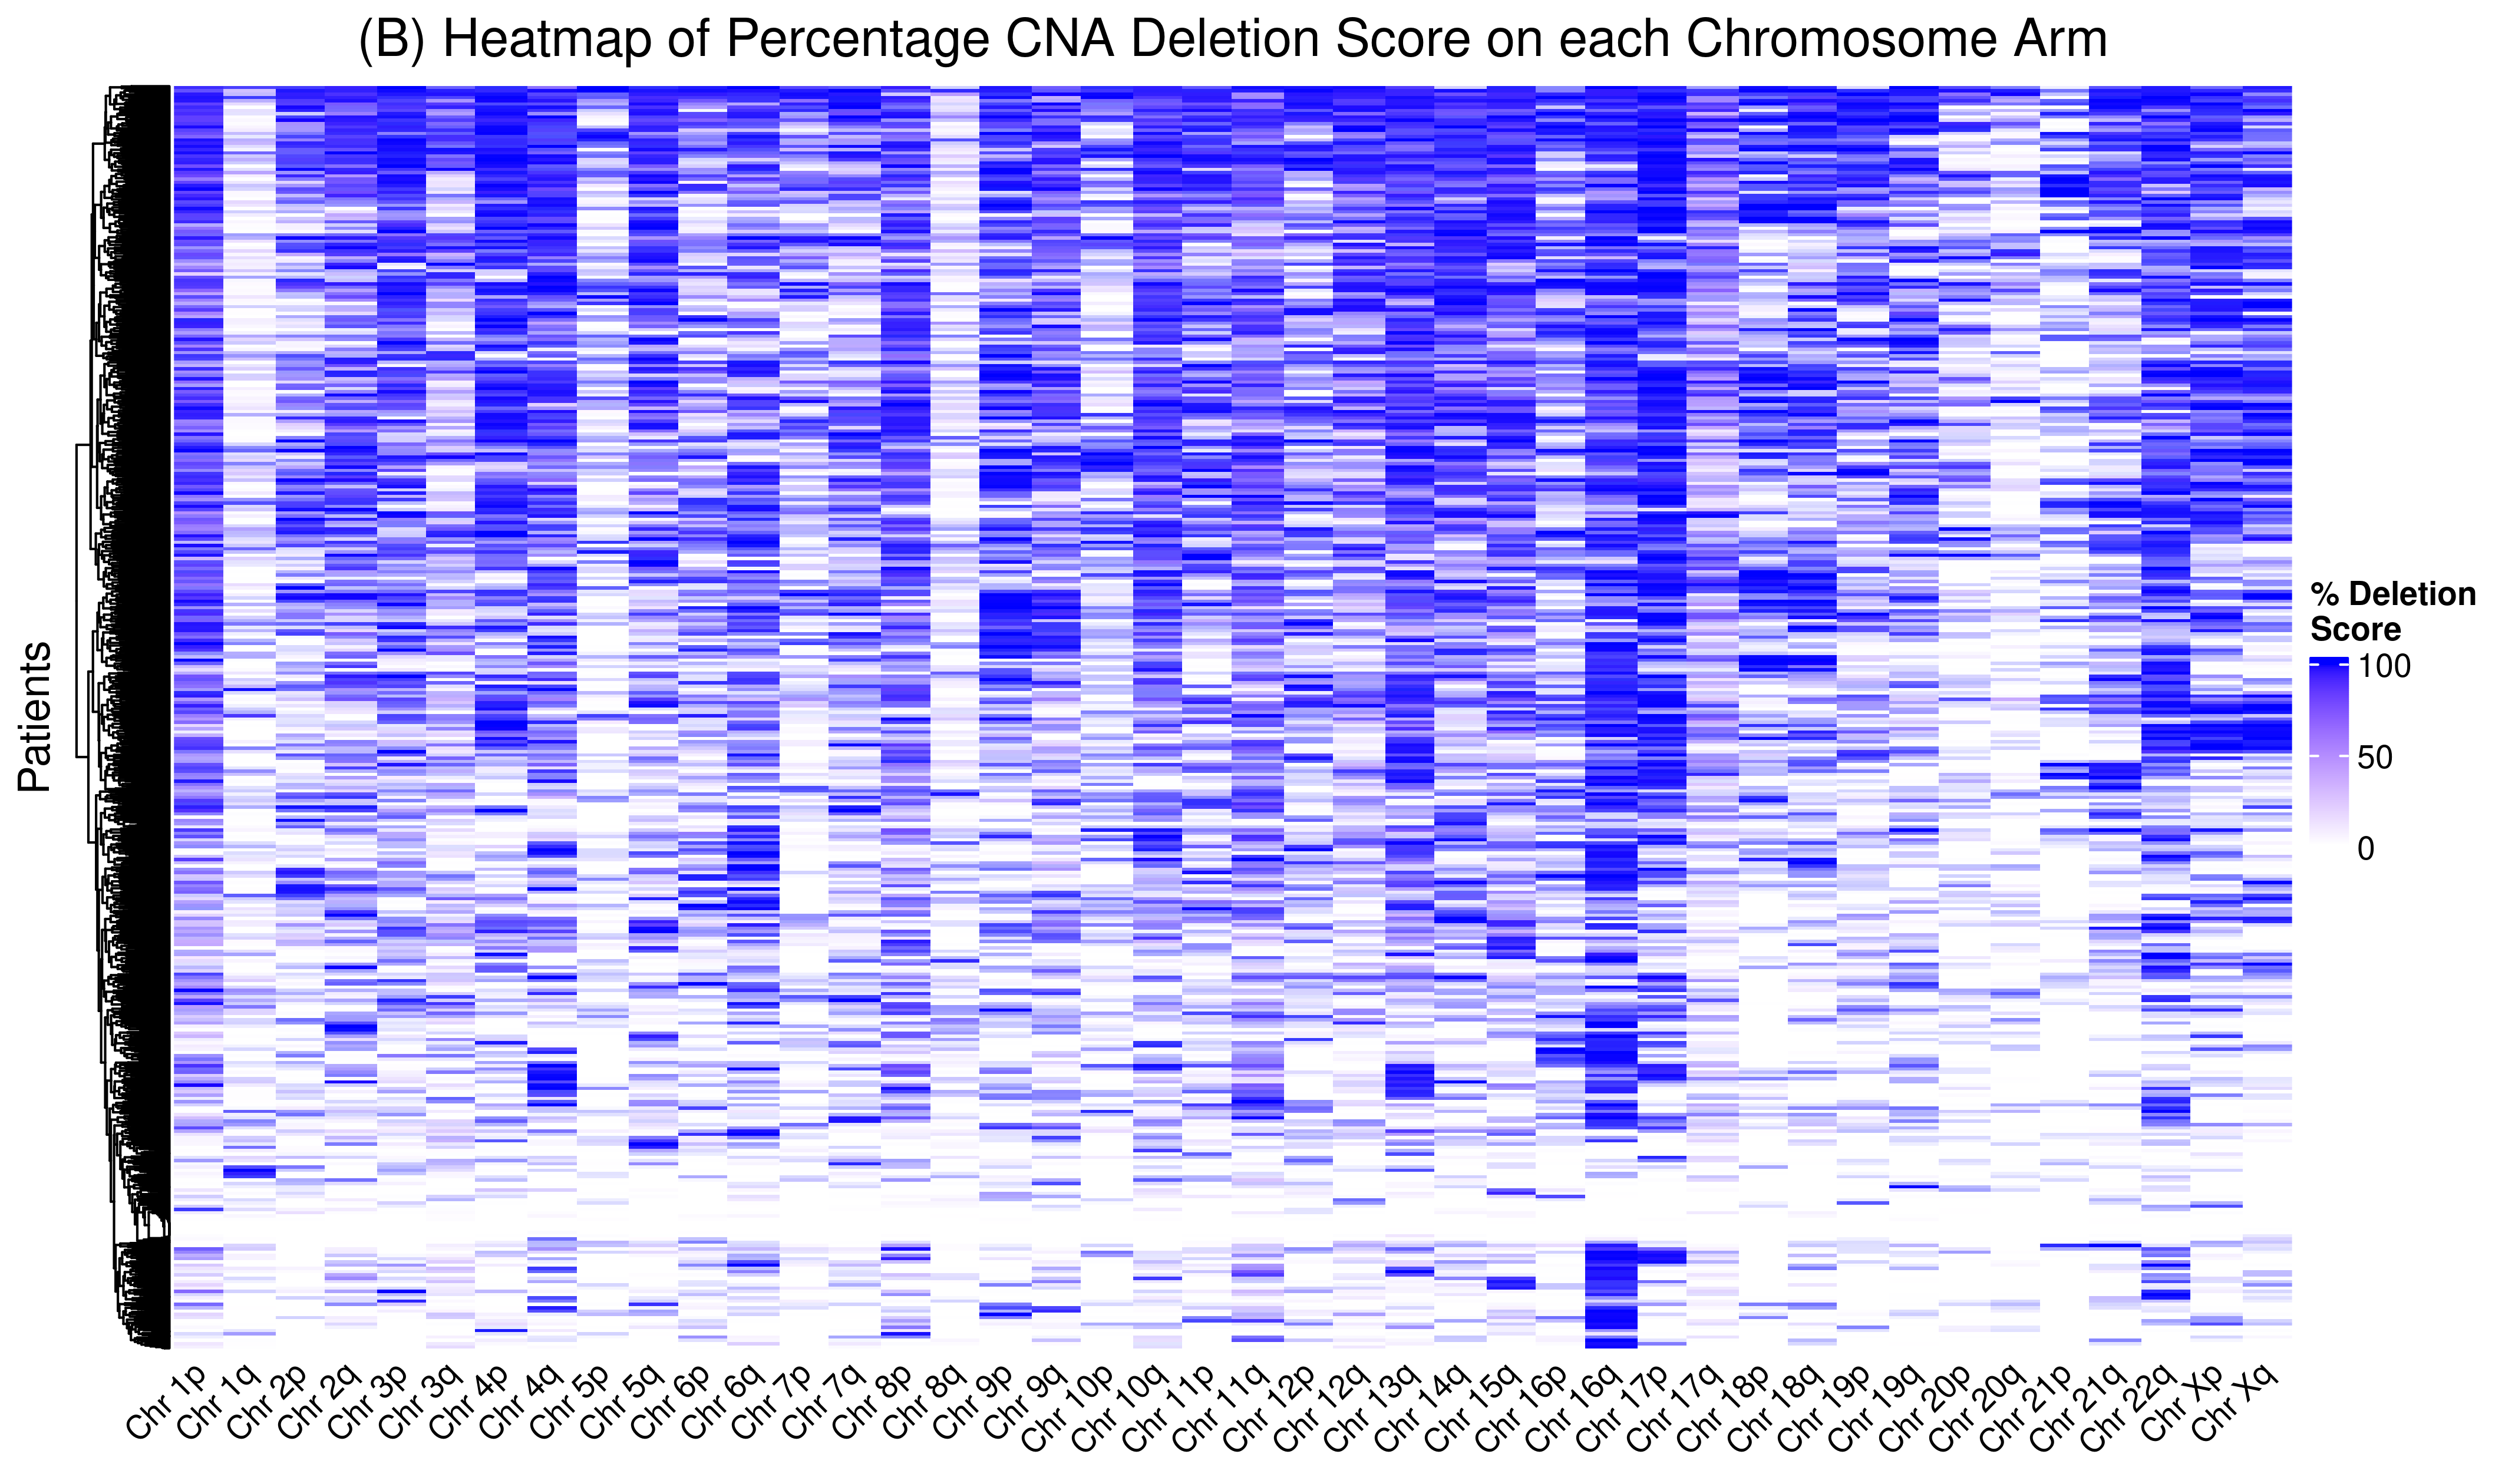 (B) Heatmap of Percentage CNA Deletion Score on each Chromosome Arm
Patients
% Deletion
Score
100
50
0
Chr 1p
Chr 1q
Chr 2p
Chr 2q
Chr 3p
Chr 3q
Chr 4p
Chr 4q
Chr 5p
Chr 5q
Chr 6p
Chr 6q
Chr 7p
Chr 7q
Chr 8p
Chr 8q
Chr 9p
Chr 9q
Chr 10p
Chr 10q
Chr 11p
Chr 11q
Chr 12p
Chr 12q
Chr 13q
Chr 14q
Chr 15q
Chr 16p
Chr 16q
Chr 17p
Chr 17q
Chr 18p
Chr 18q
Chr 19p
Chr 19q
Chr 20p
Chr 20q
Chr 21p
Chr 21q
Chr 22q
Chr Xp
Chr Xq